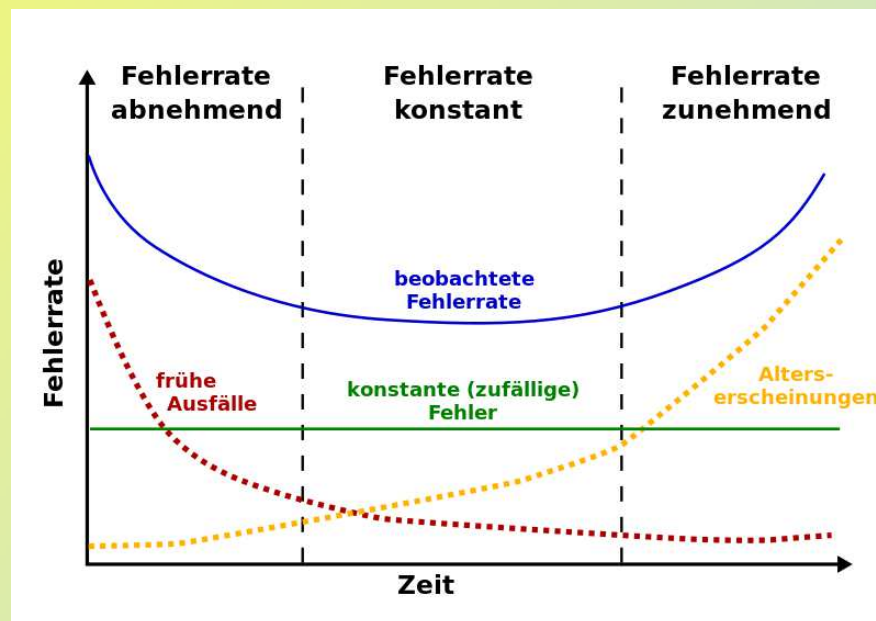 Fehlerrate
abnehmend
Fehlerrate
konstant
Fehlerrate
zunehmend
Fehlerrate
beobachtete
Fehlerrate
frühe
Ausfälle
konstante (zufällige)
Fehler
Alters-
erscheinungen
Zeit